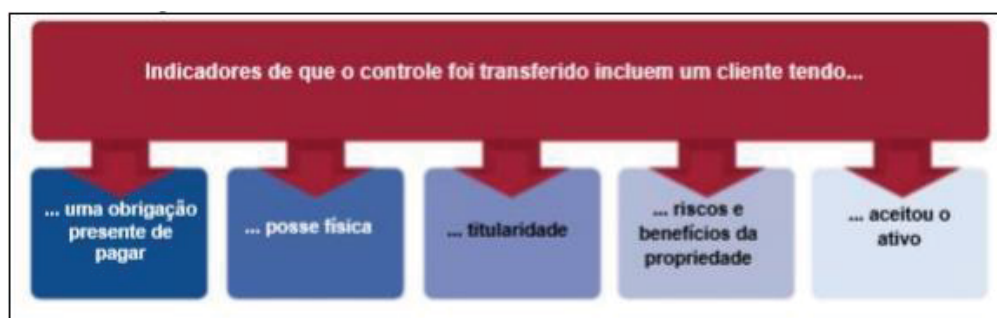 Indicadores de que o controle foi transferido incluem um cliente tendo...
... uma obrigação
presente de
pagar
... posse física
... titularidade
... riscos e
benefícios da
propriedade
... aceitou o
ativo